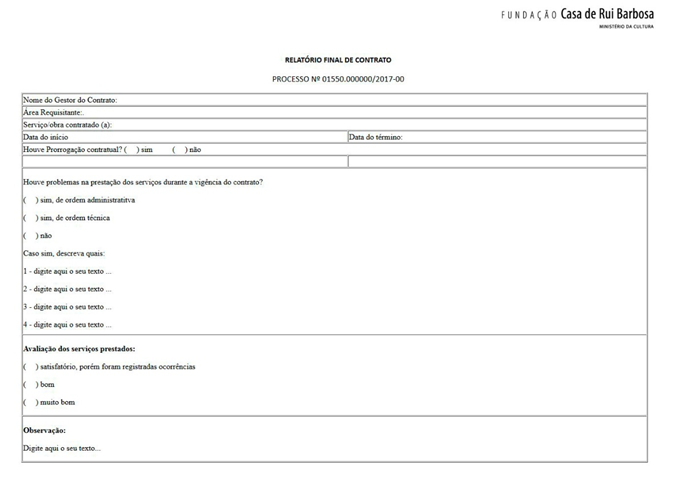 FUNDAÇÃO Casa de Rui Barbosa
MINISTÉRIO DA CULTURA
RELATÓRIO FINAL DE CONTRATO
PROCESSO Nº 01550.000000/2017-00
Nome do Gestor do Contrato:
Área Requisitante:
Serviço/obra contratado (a):
Data do início Data do término:
Houve Prorrogação contratual? ( ) sim ( ) não
Houve problemas na prestação dos serviços durante a vigência do contrato?
( ) sim, de ordem administratitva
( ) sim, de ordem técnica
( ) não
Caso sim, descreva quais:
1 - digite aqui o seu texto ...
2 - digite aqui o seu texto ...
3 - digite aqui o seu texto ...
4 - digite aqui o seu texto ...
Avaliação dos serviços prestados:
( ) satisfatório, porém foram registradas ocorrências
( ) bom
( ) muito bom
Observação:
Digite aqui o seu texto...